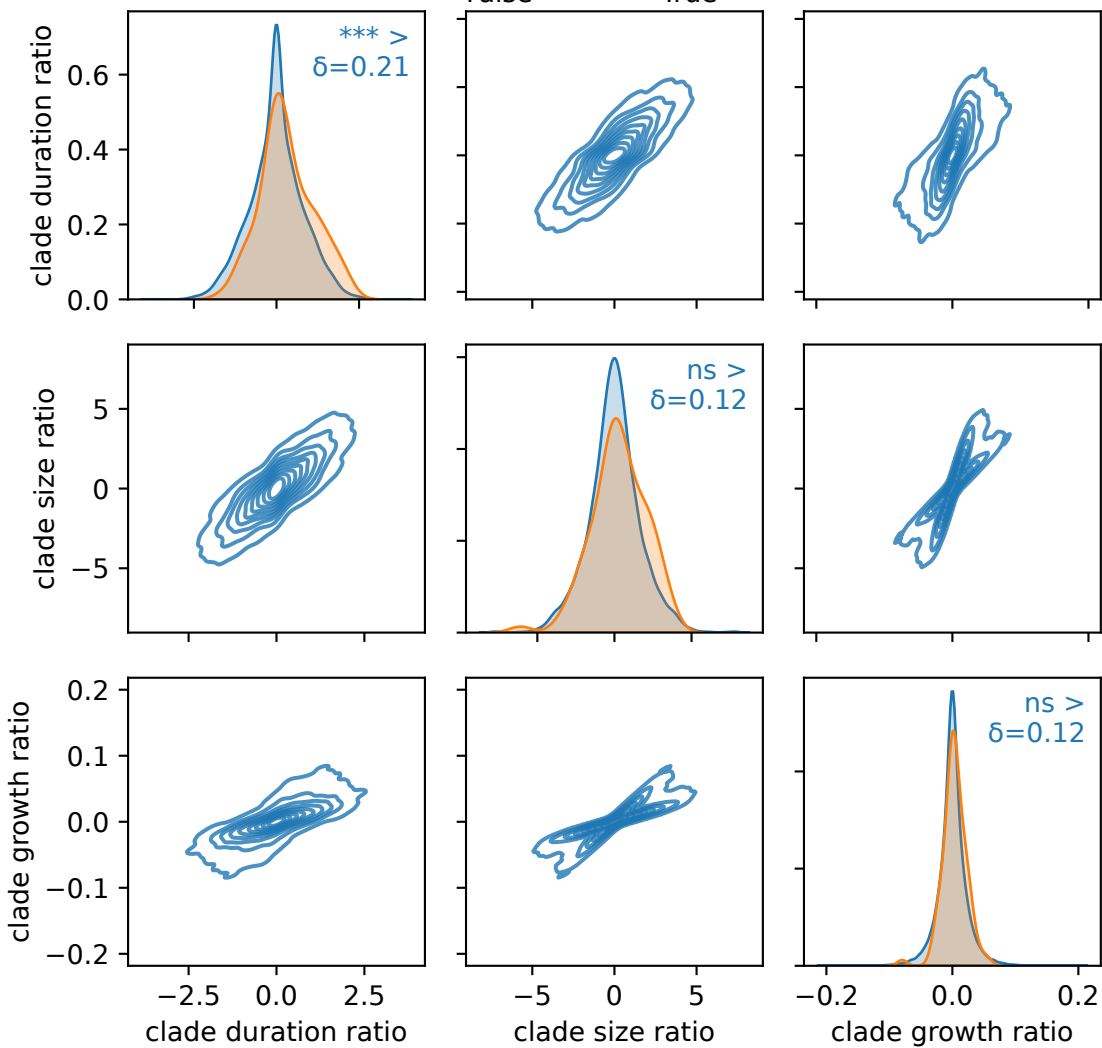 True
*** >
δ=0.21
clade duration ratio
0.6
0.4
0.2
0.0
ns >
δ=0.12
clade size ratio
5
0
−5
ns >
δ=0.12
clade growth ratio
0.2
0.1
0.0
−0.1
−0.2
−2.5 0.0 2.5 −5 0 5 −0.2 0.0 0.2
clade duration ratio clade size ratio clade growth ratio